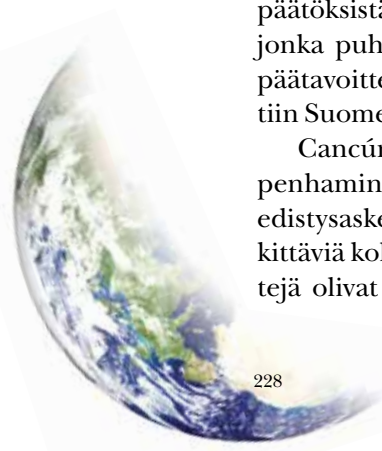 päätöksistä
jonka puh
päätavoitte
tiin Suome
Cancún
penhamin
edistysaske
kittäviä kol
tejä olivat
228